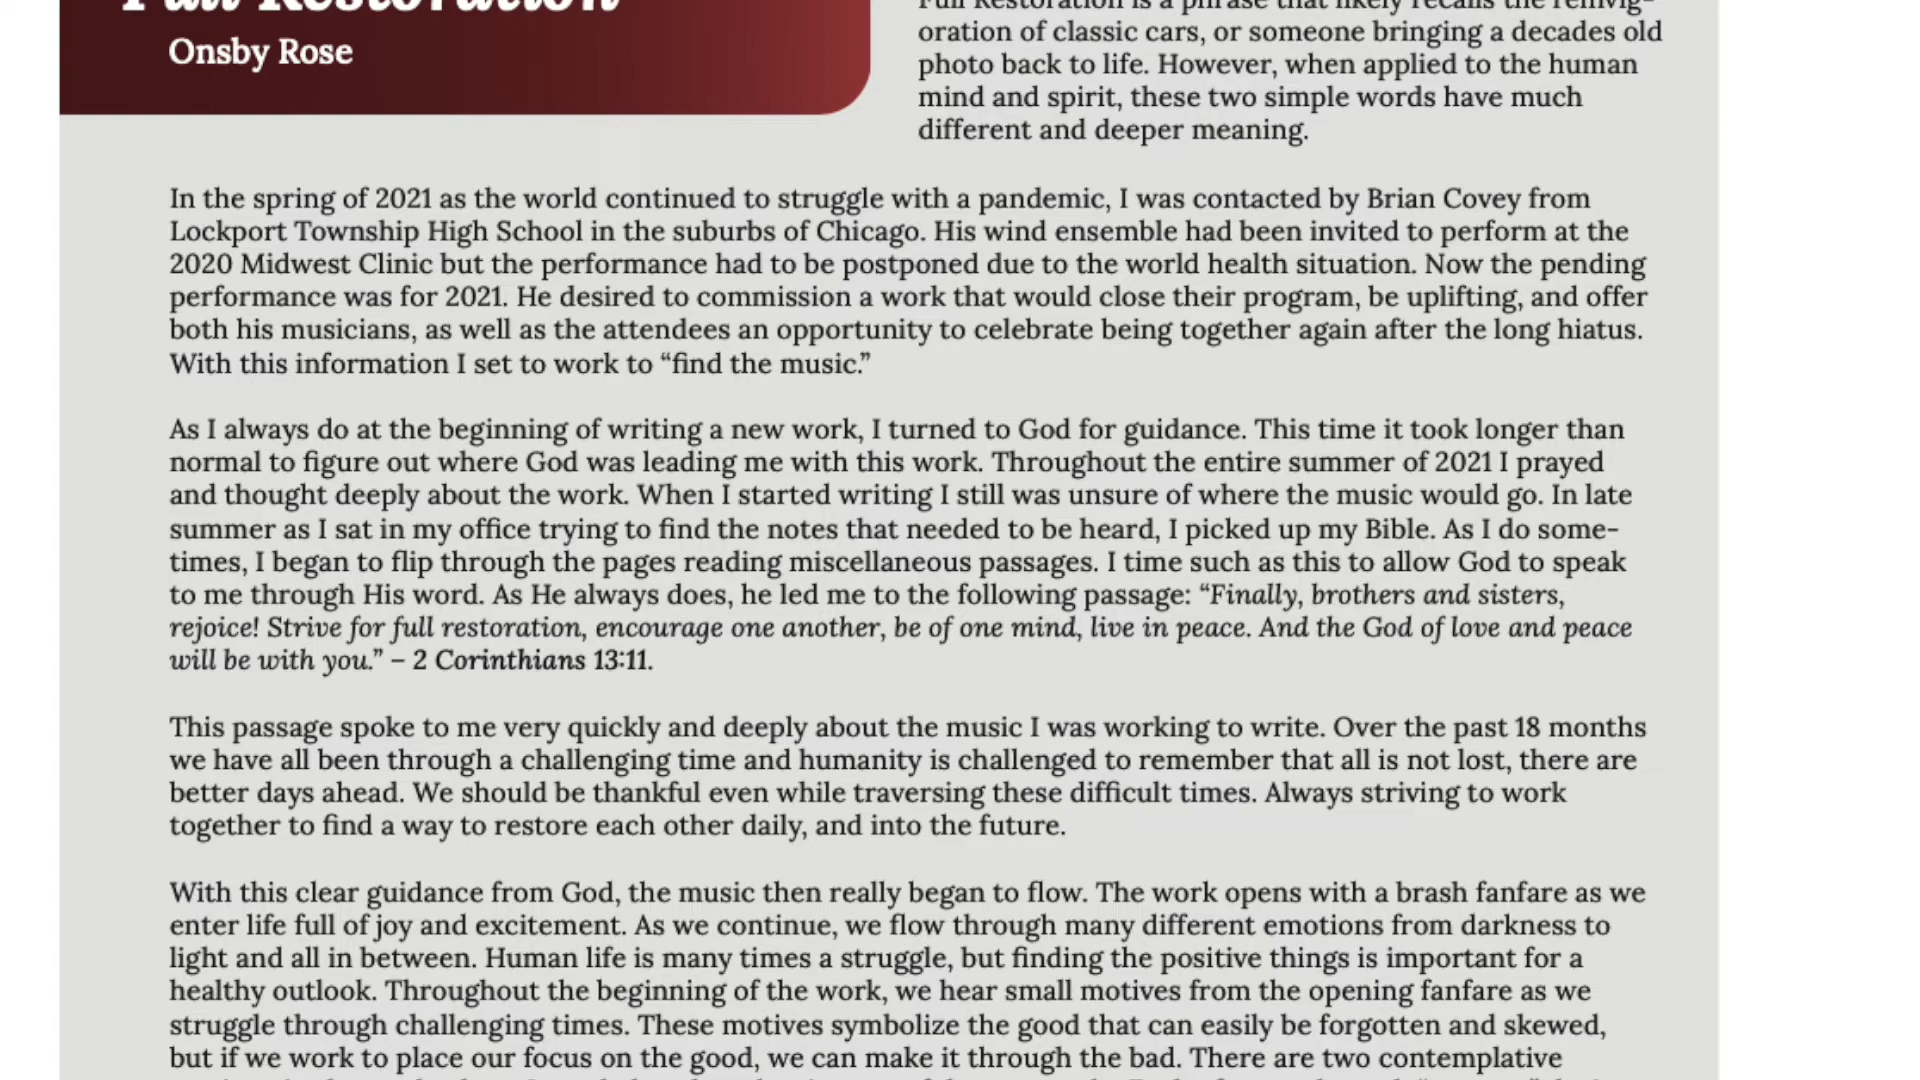 Full Restoration
Onsby Rose
Full Restoration is a phrase that likely recalls the reinvig-
oration of classic cars, or someone bringing a decades old
photo back to life. However, when applied to the human
mind and spirit, these two simple words have much
different and deeper meaning.
In the spring of 2021 as the world continued to struggle with a pandemic, I was contacted by Brian Covey from
Lockport Township High School in the suburbs of Chicago. His wind ensemble had been invited to perform at the
2020 Midwest Clinic but the performance had to be postponed due to the world health situation. Now the pending
performance was for 2021. He desired to commission a work that would close their program, be uplifting, and offer
both his musicians, as well as the attendees an opportunity to celebrate being together again after the long hiatus.
With this information I set to work to “find the music.”
As I always do at the beginning of writing a new work, I turned to God for guidance. This time it took longer than
normal to figure out where God was leading me with this work. Throughout the entire summer of 2021 I prayed
and thought deeply about the work. When I started writing I still was unsure of where the music would go. In late
summer as I sat in my office trying to find the notes that needed to be heard, I picked up my Bible. As I do some-
times, I began to flip through the pages reading miscellaneous passages. I time such as this to allow God to speak
to me through His word. As He always does, he led me to the following passage: “Finally, brothers and sisters,
rejoice! Strive for full restoration, encourage one another, be of one mind, live in peace. And the God of love and peace
will be with you.” – 2 Corinthians 13:11.
This passage spoke to me very quickly and deeply about the music I was working to write. Over the past 18 months
we have all been through a challenging time and humanity is challenged to remember that all is not lost, there are
better days ahead. We should be thankful even while traversing these difficult times. Always striving to work
together to find a way to restore each other daily, and into the future.
With this clear guidance from God, the music then really began to flow. The work opens with a brash fanfare as we
enter life full of joy and excitement. As we continue, we flow through many different emotions from darkness to
light and all in between. Human life is many times a struggle, but finding the positive things is important for a
healthy outlook. Throughout the beginning of the work, we hear small motives from the opening fanfare as we
struggle through challenging times. These motives symbolize the good that can easily be forgotten and skewed,
but if we work to place our focus on the good, we can make it through the bad. There are two contemplative